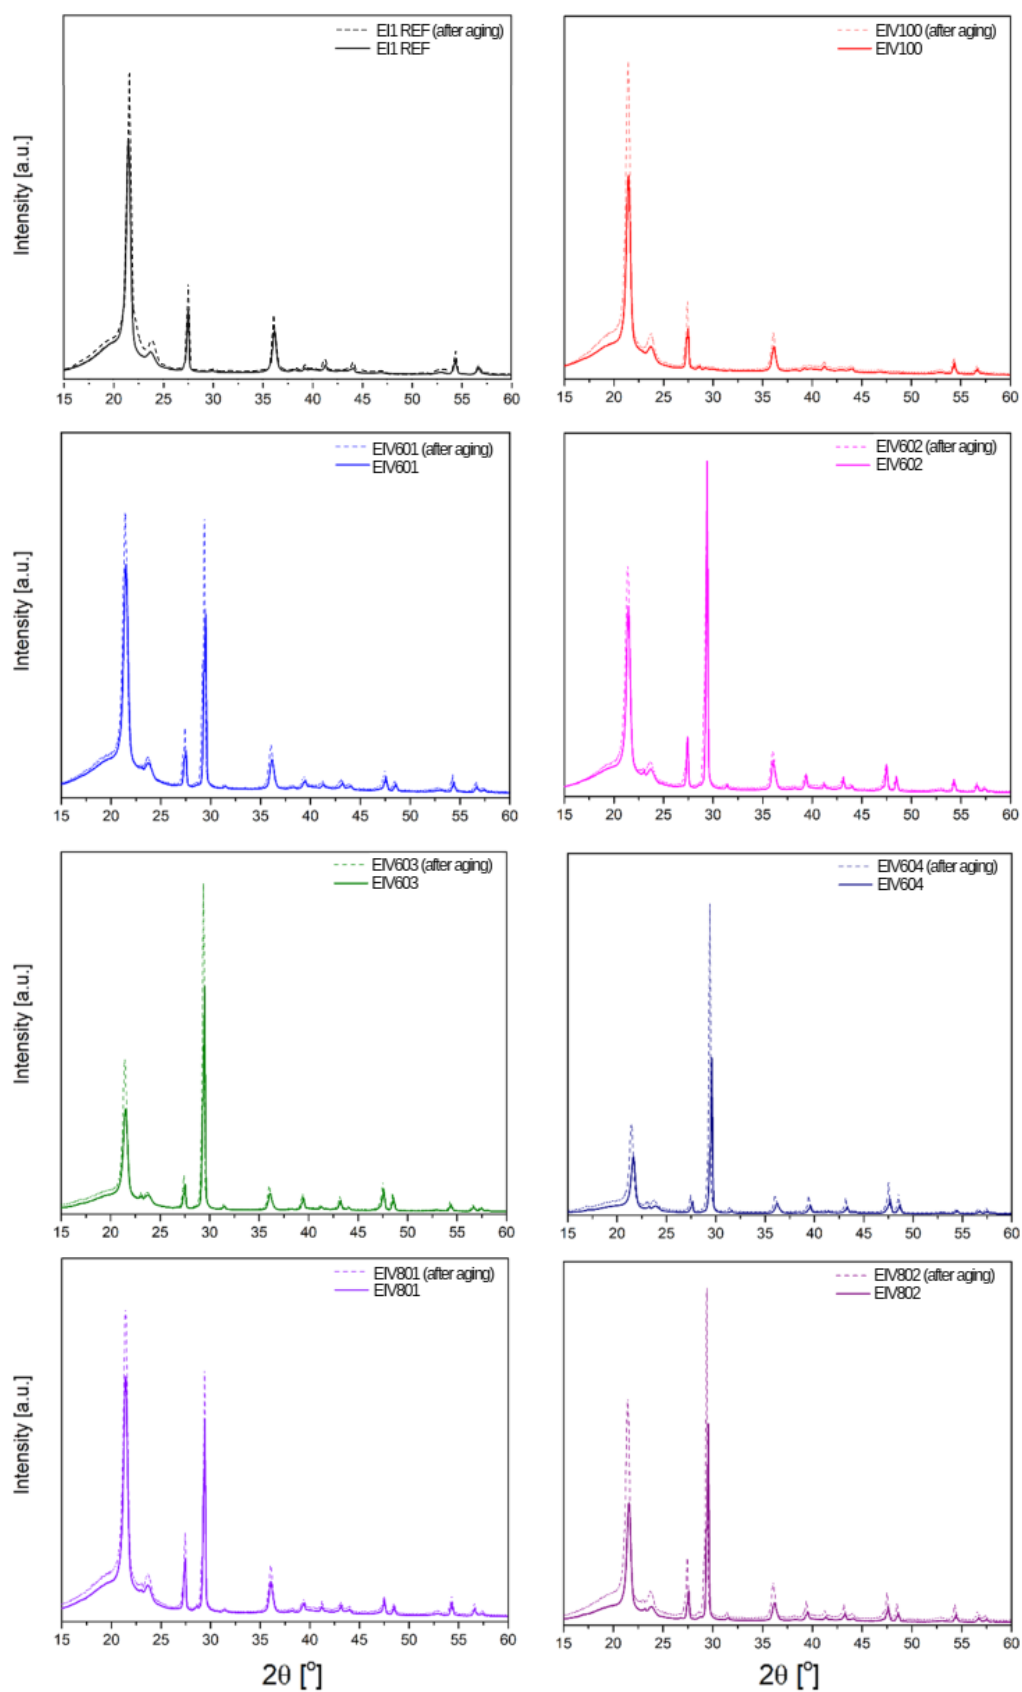 EI1 REF (after aging)
EI1 REF
Intensity [a.u.]
15 20 25 30 35 40 45 50 55 60
EIV100 (after aging)
EIV100
15 20 25 30 35 40 45 50 55 60
EIV601 (after aging)
EIV601
Intensity [a.u.]
15 20 25 30 35 40 45 50 55 60
EIV602 (after aging)
EIV602
15 20 25 30 35 40 45 50 55 60
EIV603 (after aging)
EIV603
Intensity [a.u.]
15 20 25 30 35 40 45 50 55 60
EIV604 (after aging)
EIV604
15 20 25 30 35 40 45 50 55 60
EIV801 (after aging)
EIV801
Intensity [a.u.]
15 20 25 30 35 40 45 50 55 60
2θ [°]
EIV802 (after aging)
EIV802
15 20 25 30 35 40 45 50 55 60
2θ [°]